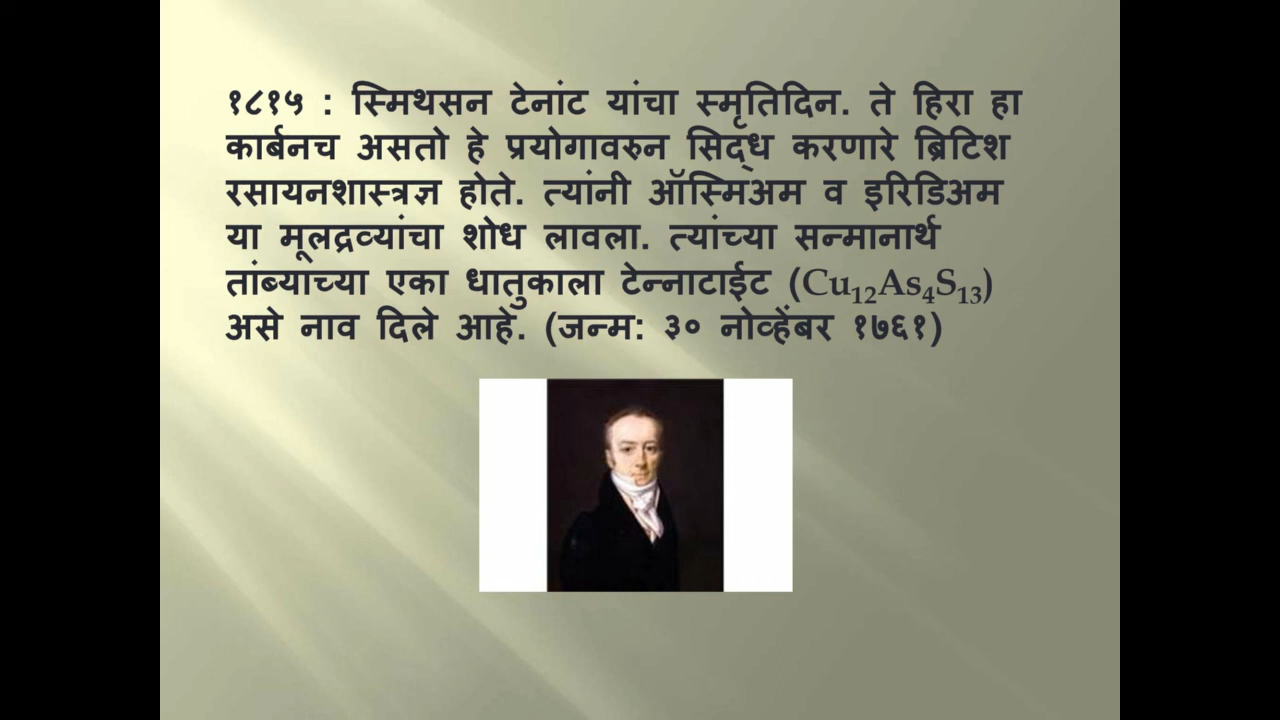 १८१५ : स्मिथसन टेनांट यांचा स्मृतिदिन. ते हिरा हा
कार्बनच असतो हे प्रयोगावरुन सिद्ध करणारे ब्रिटिश
रसायनशास्त्रज्ञ होते. त्यांनी ऑस्मिअम व इरिडिअम
या मूलद्रव्यांचा शोध लावला. त्यांच्या सन्मानार्थ
तांब्याच्या एका धातुकाला टेन्नाटाईट (Cu₁₂As₄S₁₃)
असे नाव दिले आहे. (जन्म: ३० नोव्हेंबर १७६१)